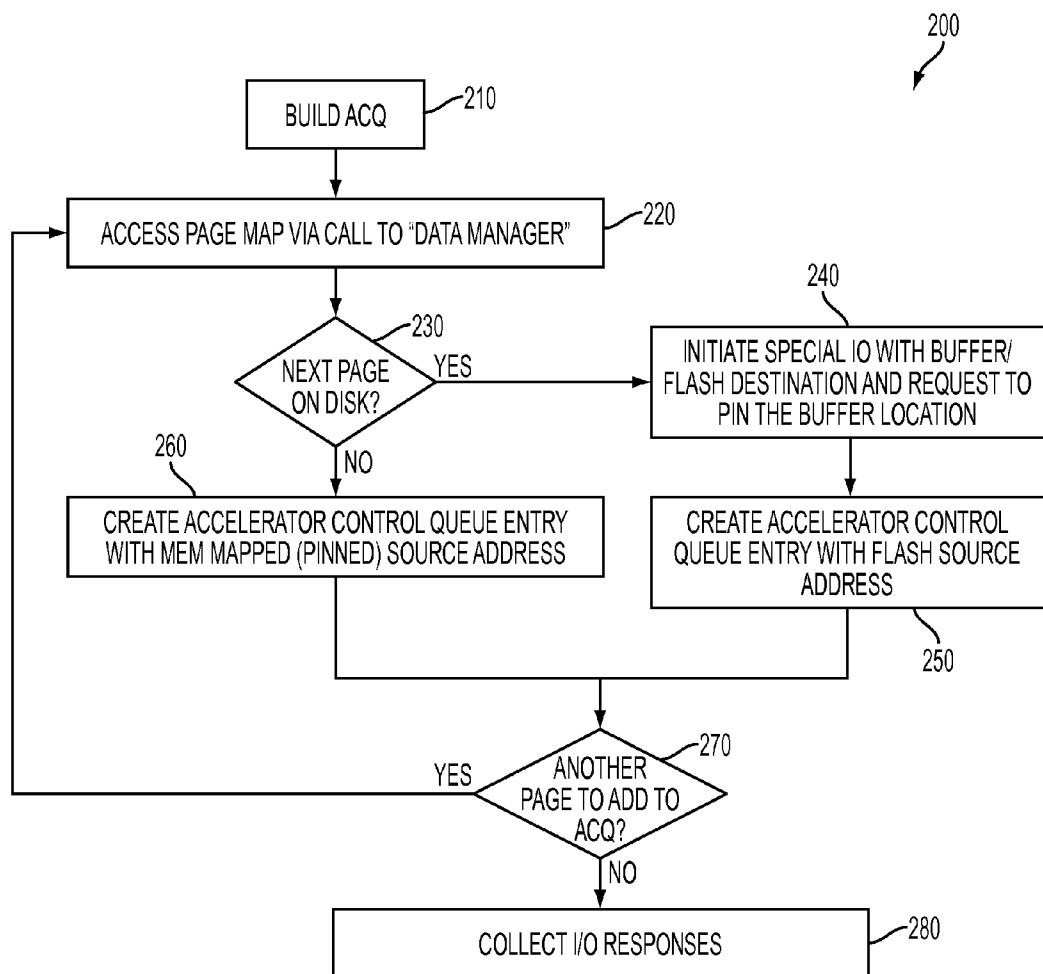 200
BUILD ACQ
210
ACCESS PAGE MAP VIA CALL TO “DATA MANAGER”
220
NEXT PAGE
ON DISK?
230
YES
NO
240
INITIATE SPECIAL IO WITH BUFFER/
FLASH DESTINATION AND REQUEST TO
PIN THE BUFFER LOCATION
260
CREATE ACCELERATOR CONTROL QUEUE ENTRY
WITH MEM MAPPED (PINNED) SOURCE ADDRESS
CREATE ACCELERATOR CONTROL
QUEUE ENTRY WITH FLASH SOURCE
ADDRESS
250
ANOTHER
PAGE TO ADD TO
ACQ?
270
YES
NO
COLLECT I/O RESPONSES
280